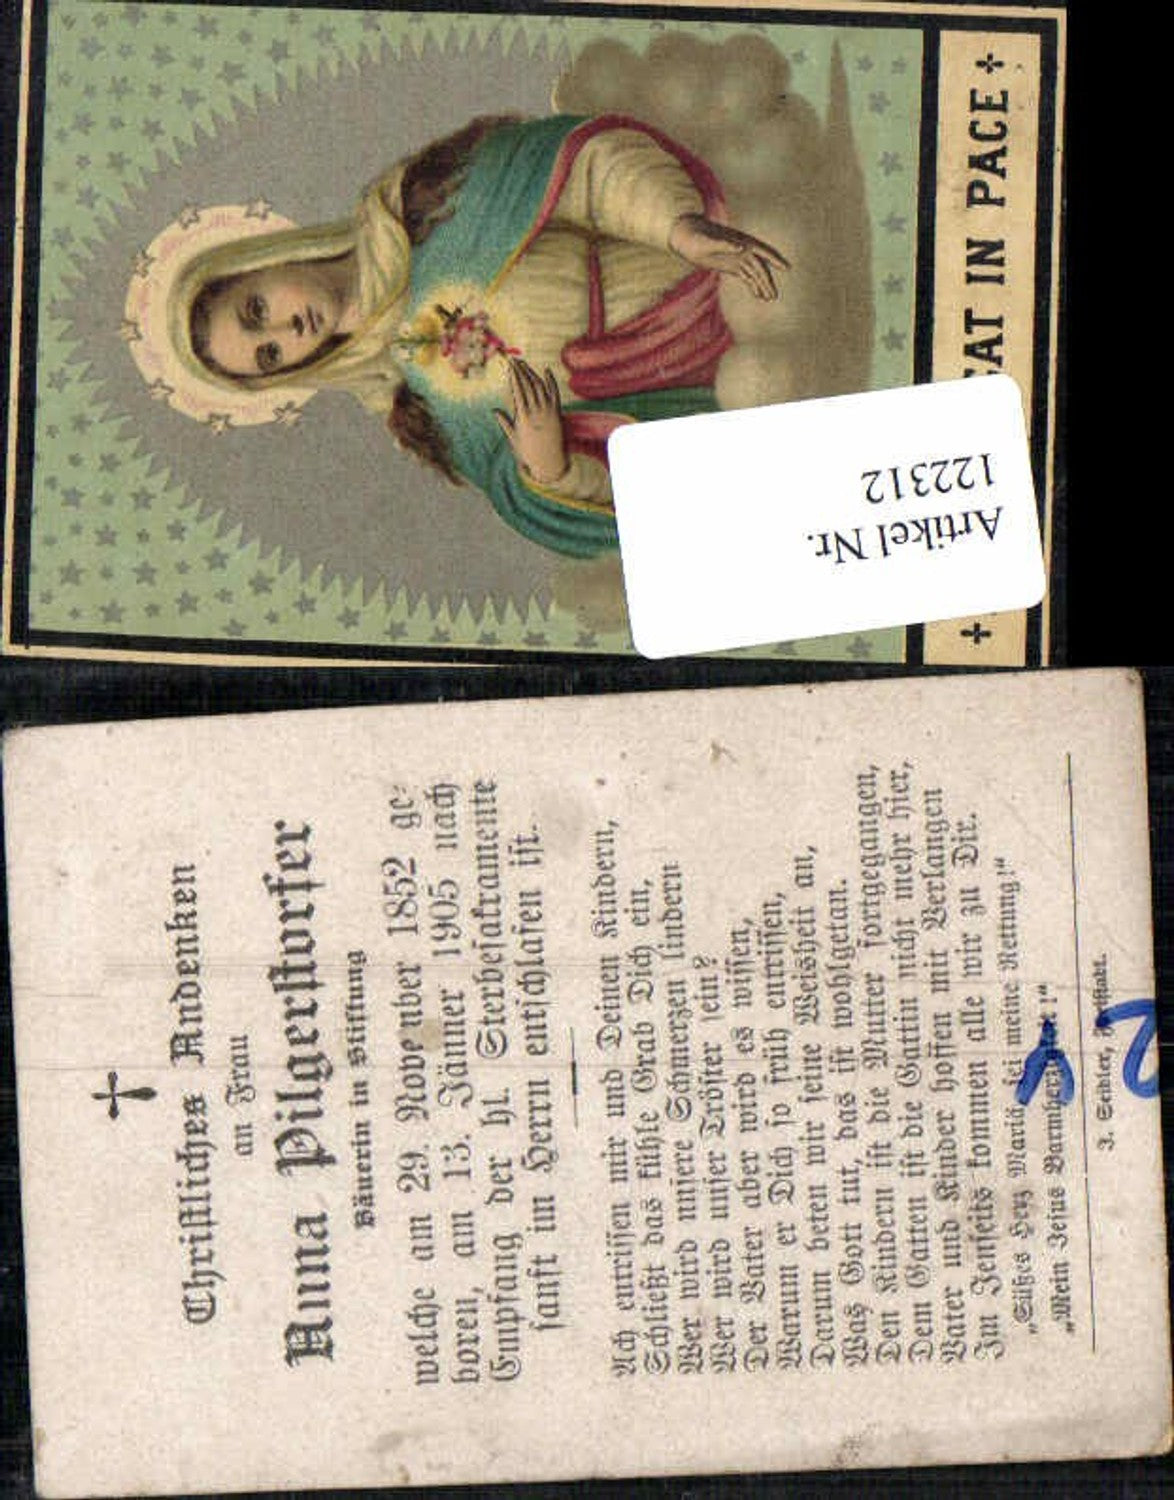 CAT IN PACE
Artikel Nr.
122312
Christliches Andenken
an Frau
Anna Pilgerstorfer
Bäuerin in Stiftung
welche am 29. November 1852 ge-
boren, am 13. Jänner 1905 nach
Empfang der hl. Sterbesakramente
sanft im Herrn entschlafen ist.
Ach entrissen mir und Deinen Kindern,
Schließt das kühle Grab Dich ein,
Wer wird unsere Schmerzen lindern
Wer wird unser Tröster sein?
Der Vater aber wird es wissen,
Warum er Dich so früh entrissen,
Darum beten wir seine Weisheit an,
Was Gott tut, das ist wohlgetan.
Den Kindern ist die Mutter fortgegangen,
Dem Gatten ist die Gattin nicht mehr hier,
Vater und Kinder hoffen mit Verlangen
Im Jenseits kommen alle wir zu Dir.
„Süßes Herz Mariä sei meine Rettung!“
„Mein Jesus Barmherzigkeit!“